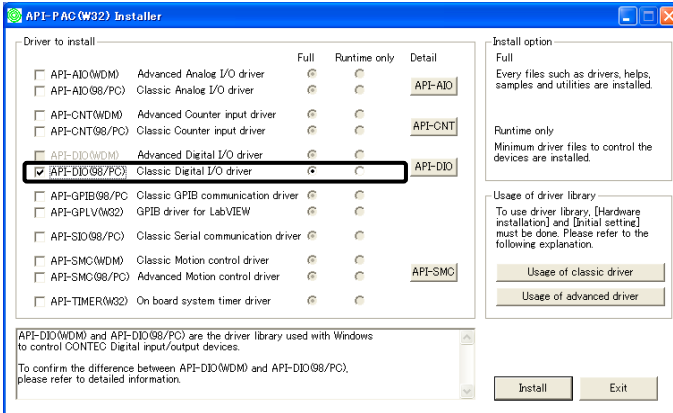 API-PAC(W32) Installer
Driver to install
Full Runtime only Detail
API-AIO(WDM) Advanced Analog I/O driver
API-AIO(98/PC) Classic Analog I/O driver
API-AIO
API-CNT(WDM) Advanced Counter input driver
API-CNT(98/PC) Classic Counter input driver
API-CNT
API-DIO(WDM) Advanced Digital I/O driver
API-DIO(98/PC) Classic Digital I/O driver
API-DIO
API-GPIB(98/PC Classic GPIB communication driver
API-GPLV(W32) GPIB driver for LabVIEW
API-SIO(98/PC) Classic Serial communication driver
API-SMC(WDM) Classic Motion control driver
API-SMC(98/PC) Advanced Motion control driver
API-SMC
API-TIMER(W32) On board system timer driver
Install option
Full
Every files such as drivers, helps,
samples and utilities are installed.
Runtime only
Minimum driver files to control the
devices are installed.
Usage of driver library
To use driver library, [Hardware
installation] and [Initial setting]
must be done. Please refer to the
following explanation.
Usage of classic driver
Usage of advanced driver
API-DIO(WDM) and API-DIO(98/PC) are the driver library used with Windows
to control CONTEC Digital input/output devices.
To confirm the difference between API-DIO(WDM) and API-DIO(98/PC),
please refer to detailed information.
Install Exit